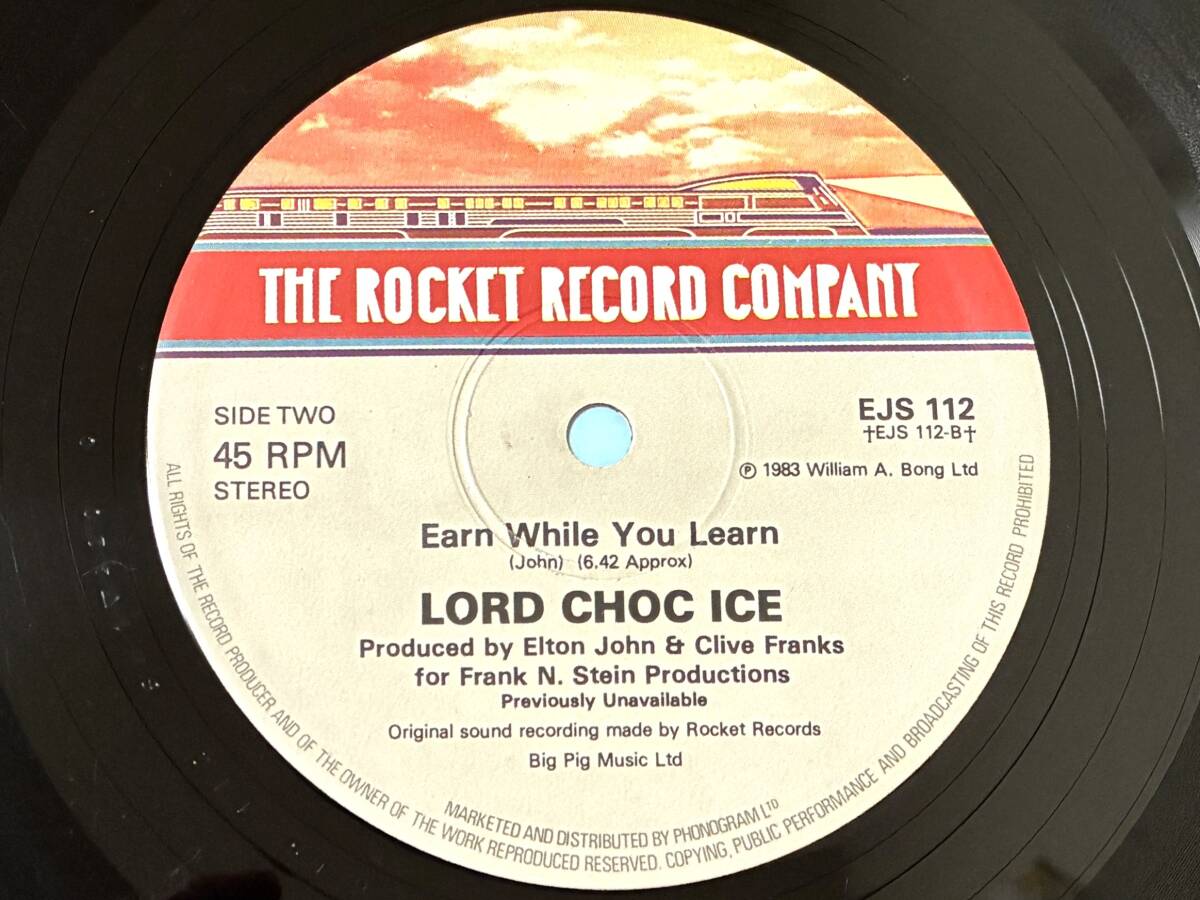 THE ROCKET RECORD COMPANY
SIDE TWO
45 RPM
STEREO
EJS 112
†EJS 112-B†
℗ 1983 William A. Bong Ltd
Earn While You Learn
(John) (6.42 Approx)
LORD CHOC ICE
Produced by Elton John & Clive Franks
for Frank N. Stein Productions
Previously Unavailable
Original sound recording made by Rocket Records
Big Pig Music Ltd
MARKETED AND DISTRIBUTED BY PHONOGRAM LTD
ALL RIGHTS OF THE RECORD PRODUCER AND OF THE OWNER OF THE WORK REPRODUCED RESERVED. COPYING, PUBLIC PERFORMANCE AND BROADCASTING OF THIS RECORD PROHIBITED